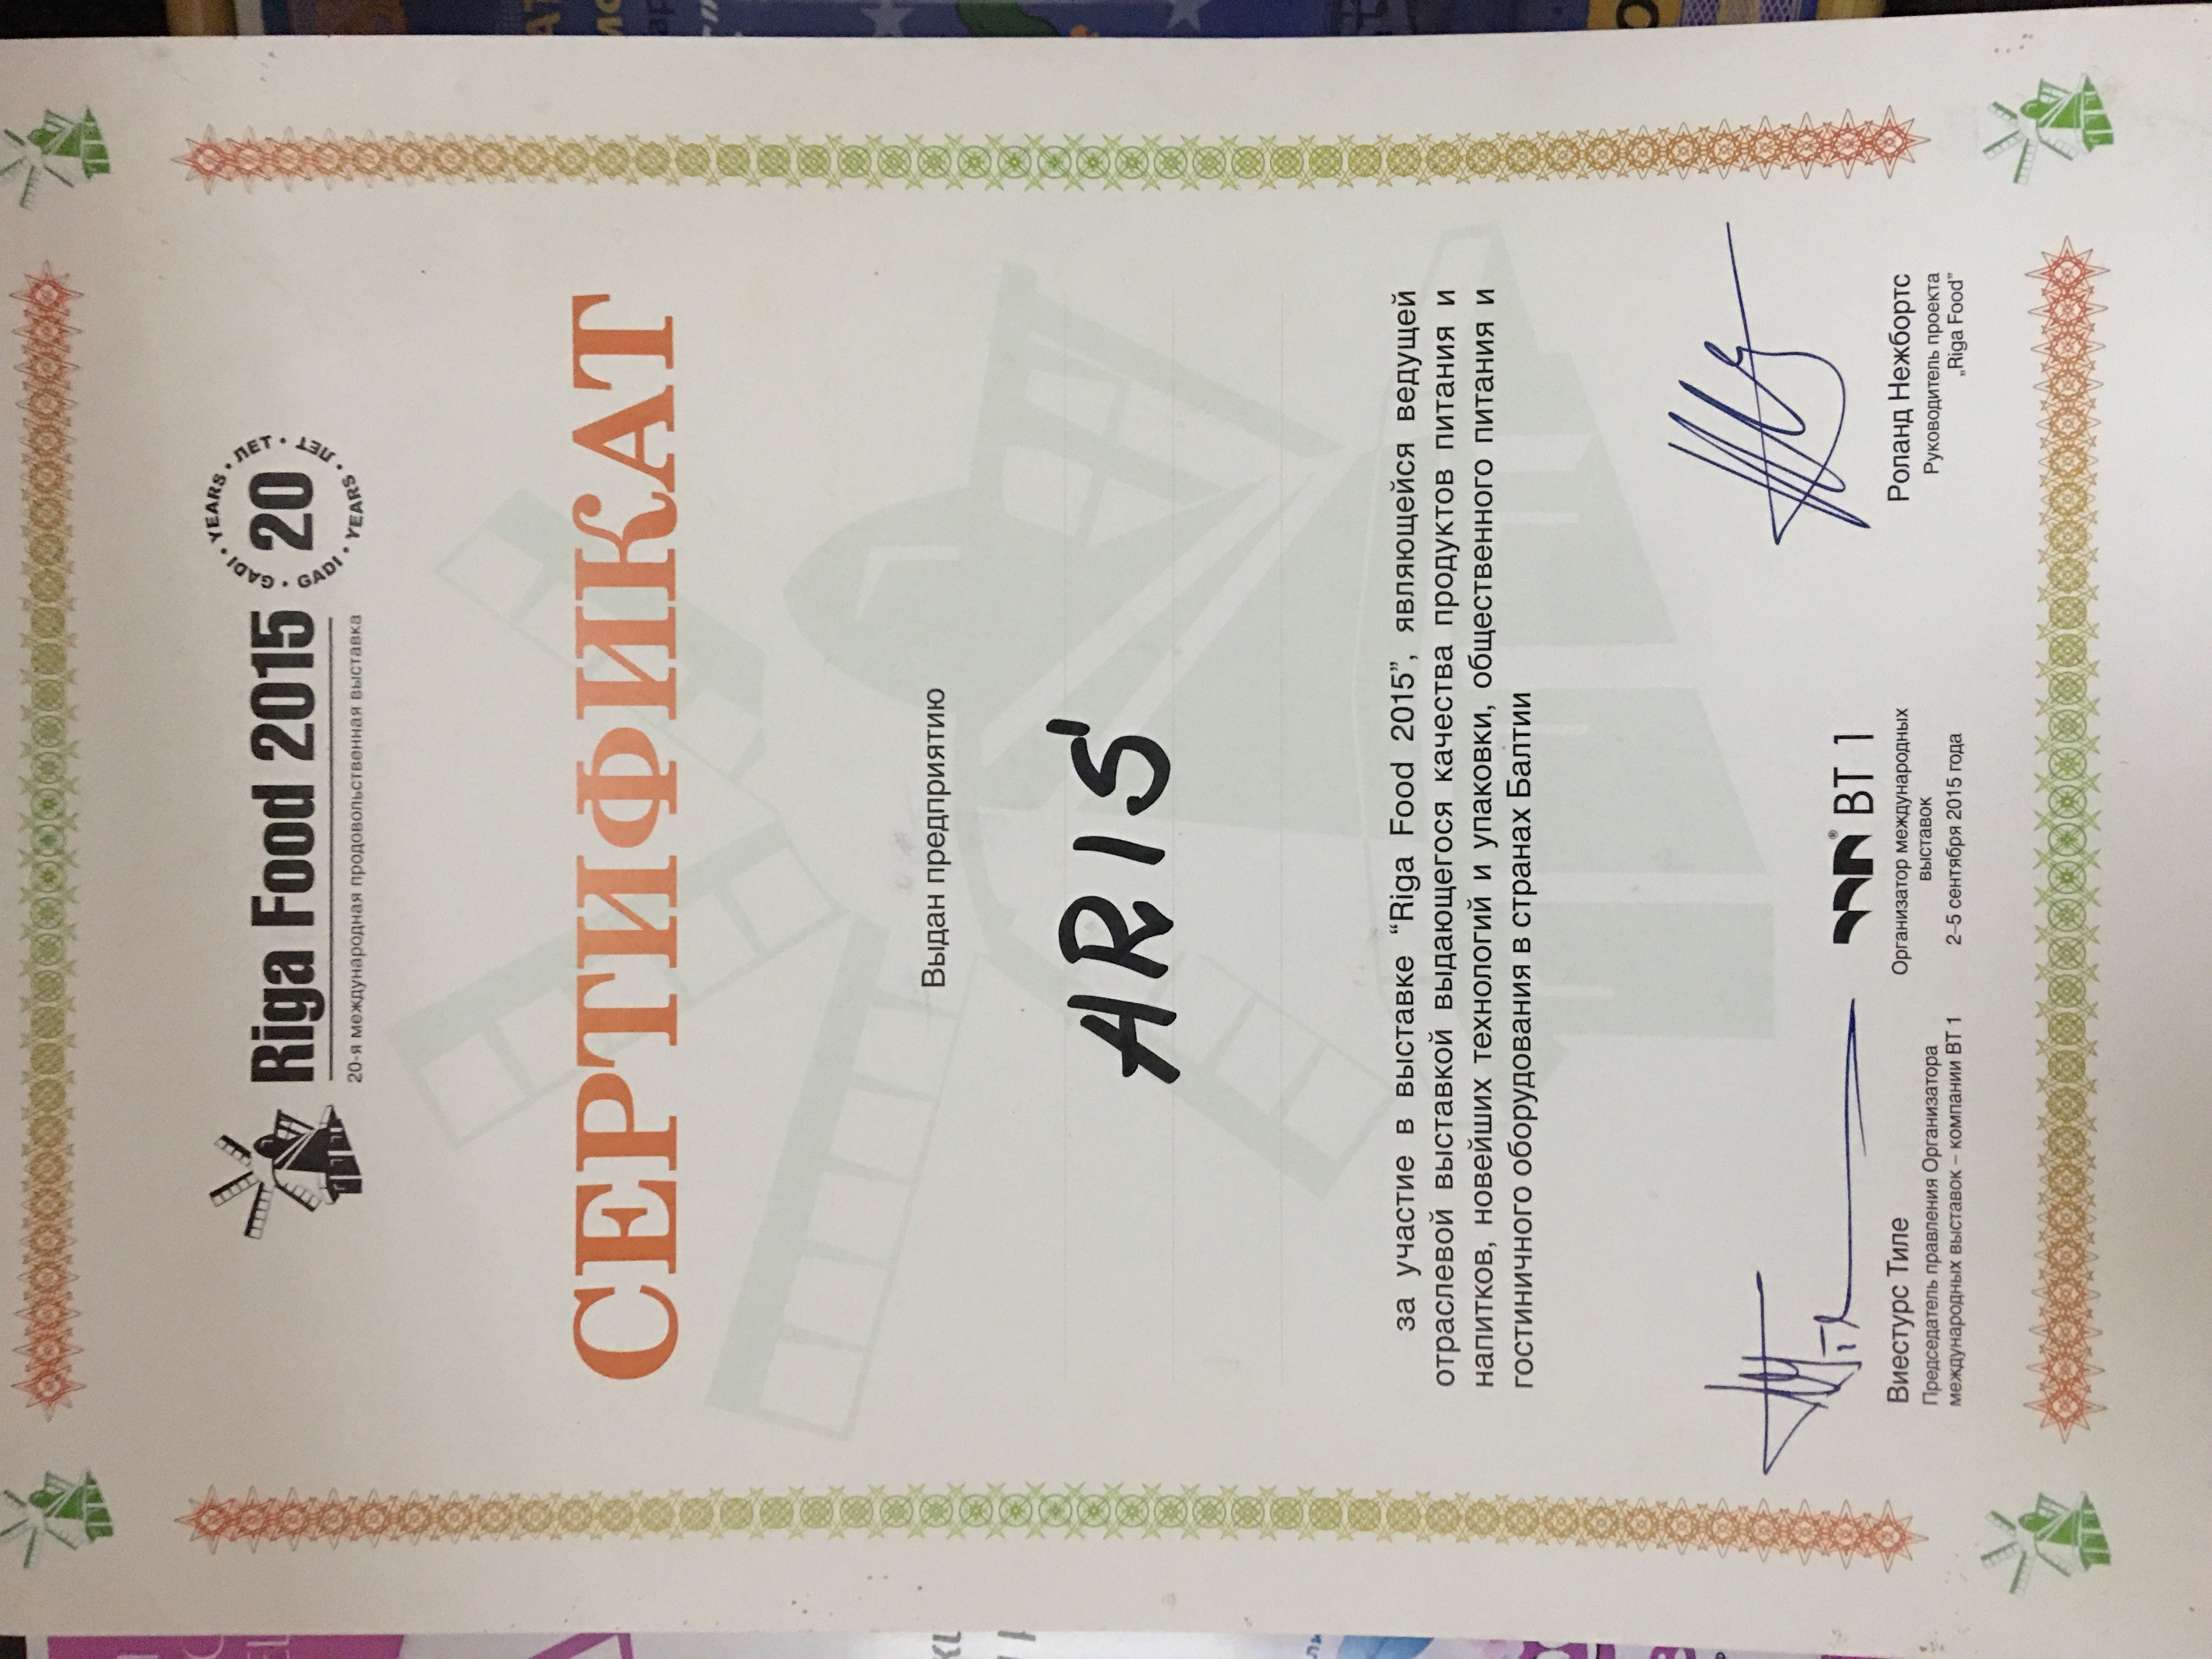 Riga Food 2015
20
GADI • YEARS • ЛЕТ • ЛЕТ • YEARS • GADI •
20-я международная продовольственная выставка
СЕРТИФИКАТ
Выдан предприятию
ARIS
за участие в выставке “Riga Food 2015”, являющейся ведущей
отраслевой выставкой выдающегося качества продуктов питания и
напитков, новейших технологий и упаковки, общественного питания и
гостиничного оборудования в странах Балтии
Виестурс Тиле
Председатель правления Организатора
международных выставок – компании BT 1
® BT 1
Организатор международных
выставок
2–5 сентября 2015 года
Роланд Нежбортс
Руководитель проекта
„Riga Food”